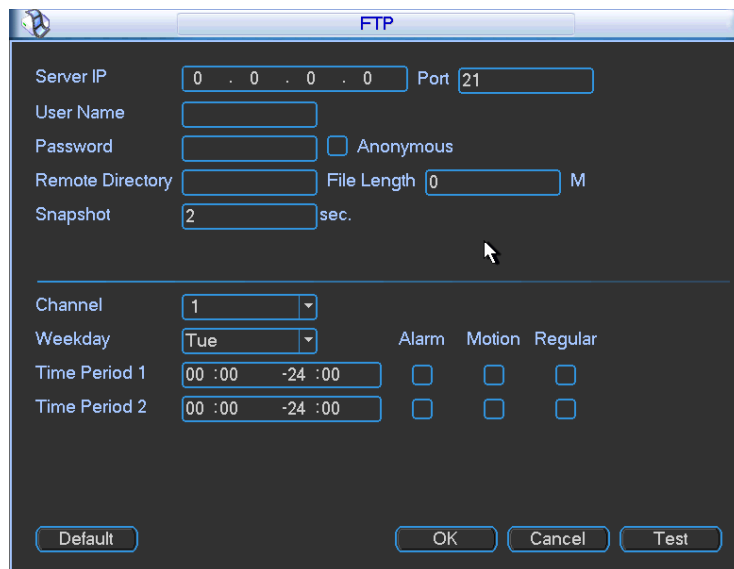 FTP
Server IP 0 . 0 . 0 . 0 Port 21
User Name
Password Anonymous
Remote Directory File Length 0 M
Snapshot 2 sec.
Channel 1
Weekday Tue Alarm Motion Regular
Time Period 1 00 :00 -24 :00
Time Period 2 00 :00 -24 :00
Default OK Cancel Test